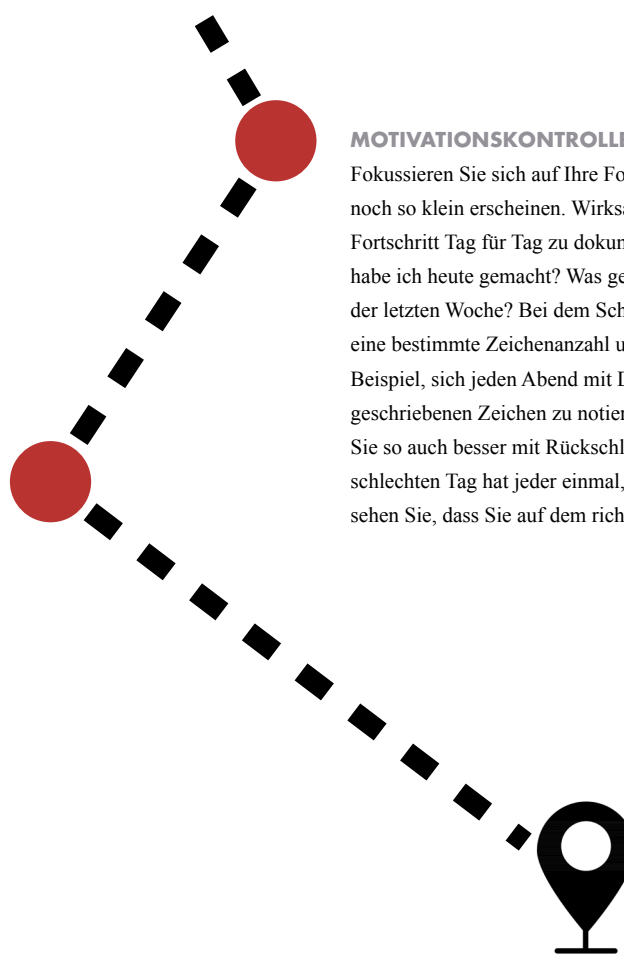 MOTIVATIONSKONTROLLE
Fokussieren Sie sich auf Ihre Fo
noch so klein erscheinen. Wirksa
Fortschritt Tag für Tag zu dokum
habe ich heute gemacht? Was ge
der letzten Woche? Bei dem Sch
eine bestimmte Zeichenanzahl u
Beispiel, sich jeden Abend mit D
geschriebenen Zeichen zu notier
Sie so auch besser mit Rückschl
schlechten Tag hat jeder einmal,
sehen Sie, dass Sie auf dem rich